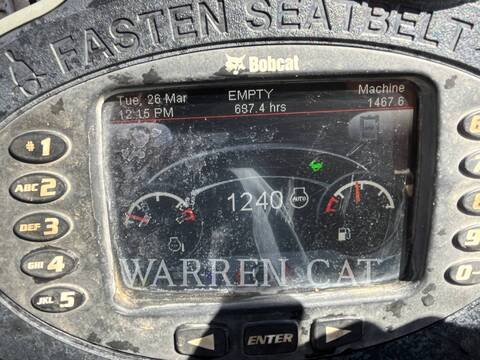 FASTEN SEATBELT
Bobcat
Tue, 26 Mar EMPTY Machine
12:15 PM 687.4 hrs 1467.6
#1
ABC 2
DEF 3
GHI 4
JKL 5
6
7
8
9
0
1240 AUTO
WARREN CAT
ENTER